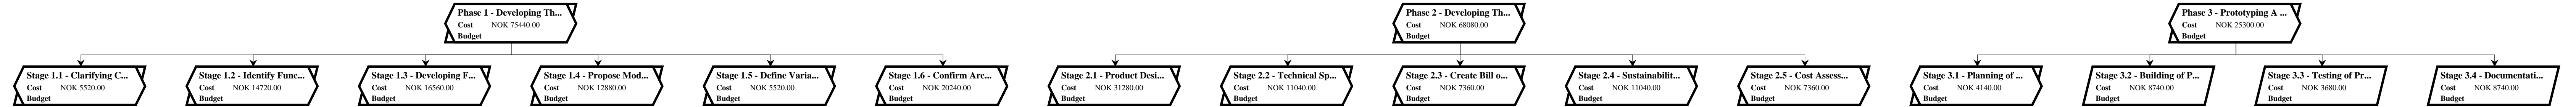 Phase 1 - Developing Th...
Cost NOK 75440.00
Budget
Phase 2 - Developing Th...
Cost NOK 68080.00
Budget
Phase 3 - Prototyping A ...
Cost NOK 25300.00
Budget
Stage 1.1 - Clarifying C...
Cost NOK 5520.00
Budget
Stage 1.2 - Identify Func...
Cost NOK 14720.00
Budget
Stage 1.3 - Developing F...
Cost NOK 16560.00
Budget
Stage 1.4 - Propose Mod...
Cost NOK 12880.00
Budget
Stage 1.5 - Define Varia...
Cost NOK 5520.00
Budget
Stage 1.6 - Confirm Arc...
Cost NOK 20240.00
Budget
Stage 2.1 - Product Desi...
Cost NOK 31280.00
Budget
Stage 2.2 - Technical Sp...
Cost NOK 11040.00
Budget
Stage 2.3 - Create Bill o...
Cost NOK 7360.00
Budget
Stage 2.4 - Sustainabilit...
Cost NOK 11040.00
Budget
Stage 2.5 - Cost Assess...
Cost NOK 7360.00
Budget
Stage 3.1 - Planning of ...
Cost NOK 4140.00
Budget
Stage 3.2 - Building of P...
Cost NOK 8740.00
Budget
Stage 3.3 - Testing of Pr...
Cost NOK 3680.00
Budget
Stage 3.4 - Documentati...
Cost NOK 8740.00
Budget